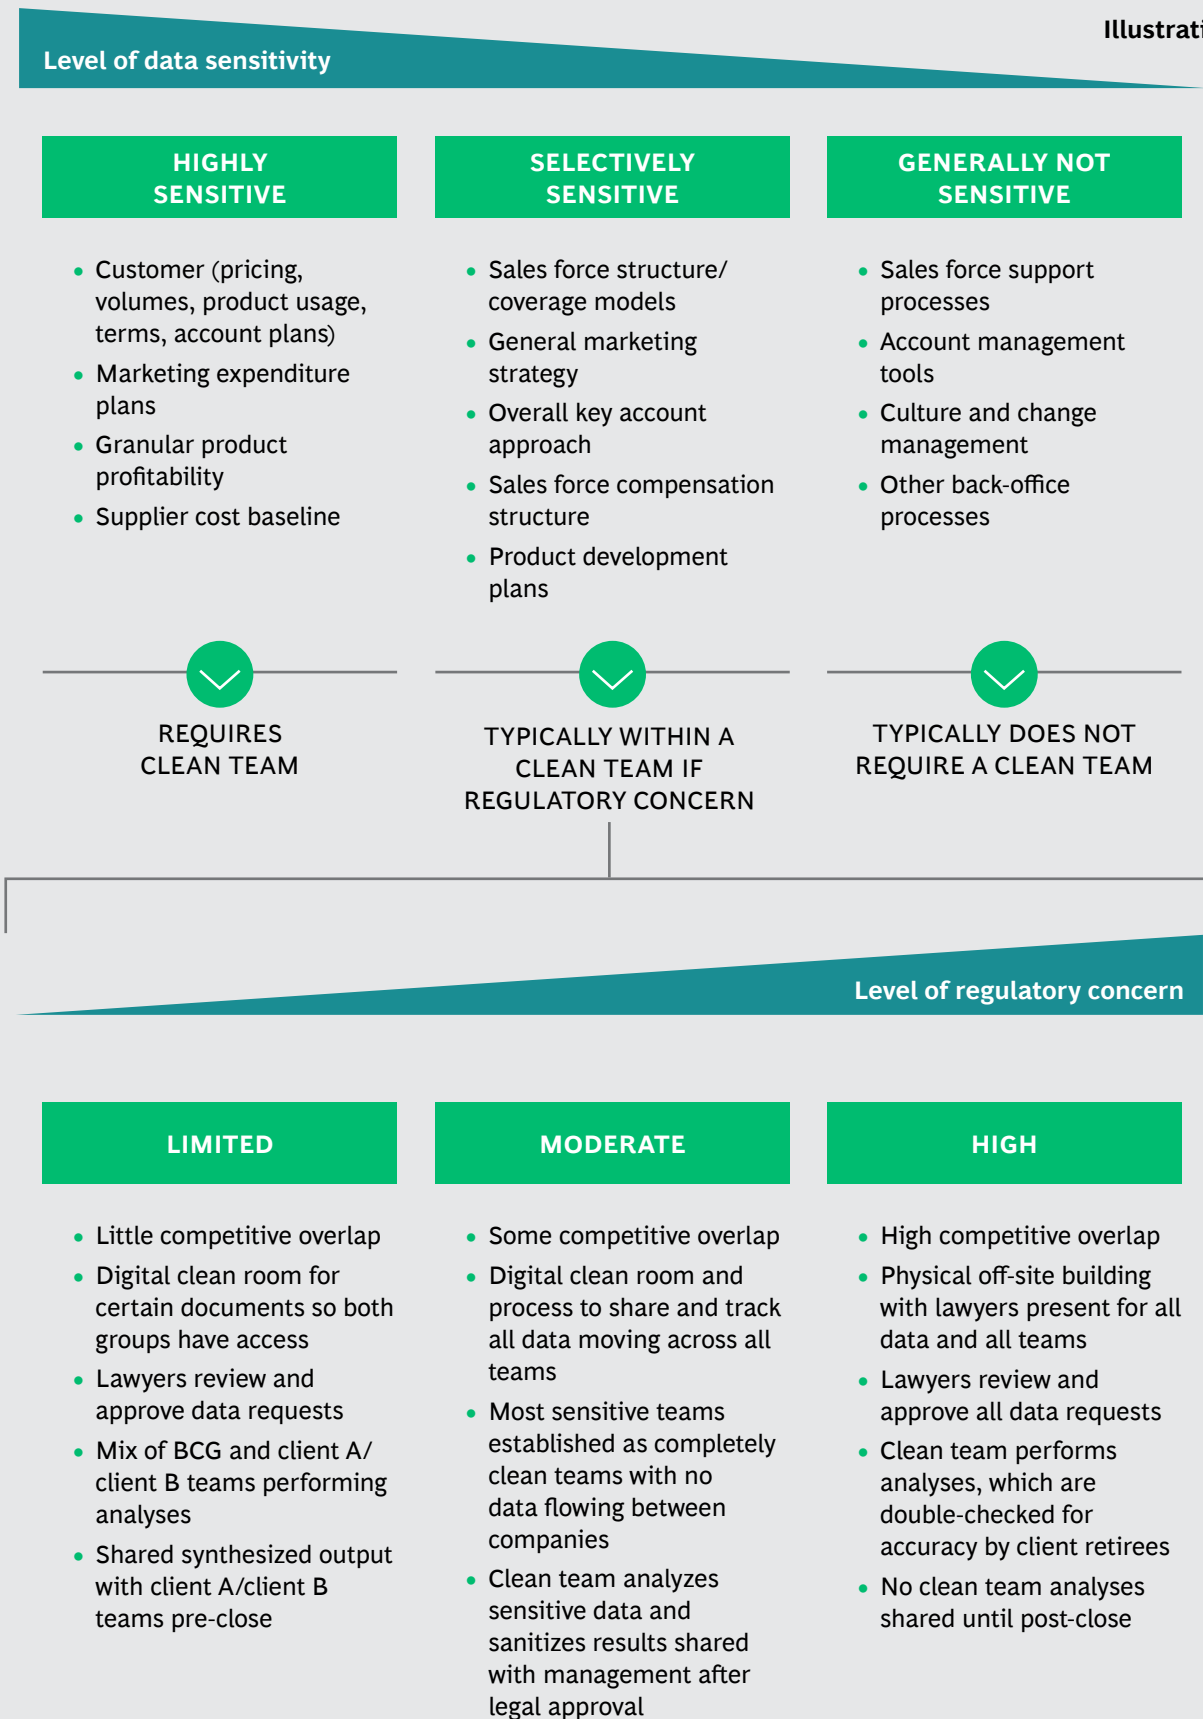 Illustrati
Level of data sensitivity
HIGHLY
SENSITIVE
• Customer (pricing,
volumes, product usage,
terms, account plans)
• Marketing expenditure
plans
• Granular product
profitability
• Supplier cost baseline
REQUIRES
CLEAN TEAM
SELECTIVELY
SENSITIVE
• Sales force structure/
coverage models
• General marketing
strategy
• Overall key account
approach
• Sales force compensation
structure
• Product development
plans
TYPICALLY WITHIN A
CLEAN TEAM IF
REGULATORY CONCERN
GENERALLY NOT
SENSITIVE
• Sales force support
processes
• Account management
tools
• Culture and change
management
• Other back-office
processes
TYPICALLY DOES NOT
REQUIRE A CLEAN TEAM
Level of regulatory concern
LIMITED
• Little competitive overlap
• Digital clean room for
certain documents so both
groups have access
• Lawyers review and
approve data requests
• Mix of BCG and client A/
client B teams performing
analyses
• Shared synthesized output
with client A/client B
teams pre-close
MODERATE
• Some competitive overlap
• Digital clean room and
process to share and track
all data moving across all
teams
• Most sensitive teams
established as completely
clean teams with no
data flowing between
companies
• Clean team analyzes
sensitive data and
sanitizes results shared
with management after
legal approval
HIGH
• High competitive overlap
• Physical off-site building
with lawyers present for all
data and all teams
• Lawyers review and
approve all data requests
• Clean team performs
analyses, which are
double-checked for
accuracy by client retirees
• No clean team analyses
shared until post-close